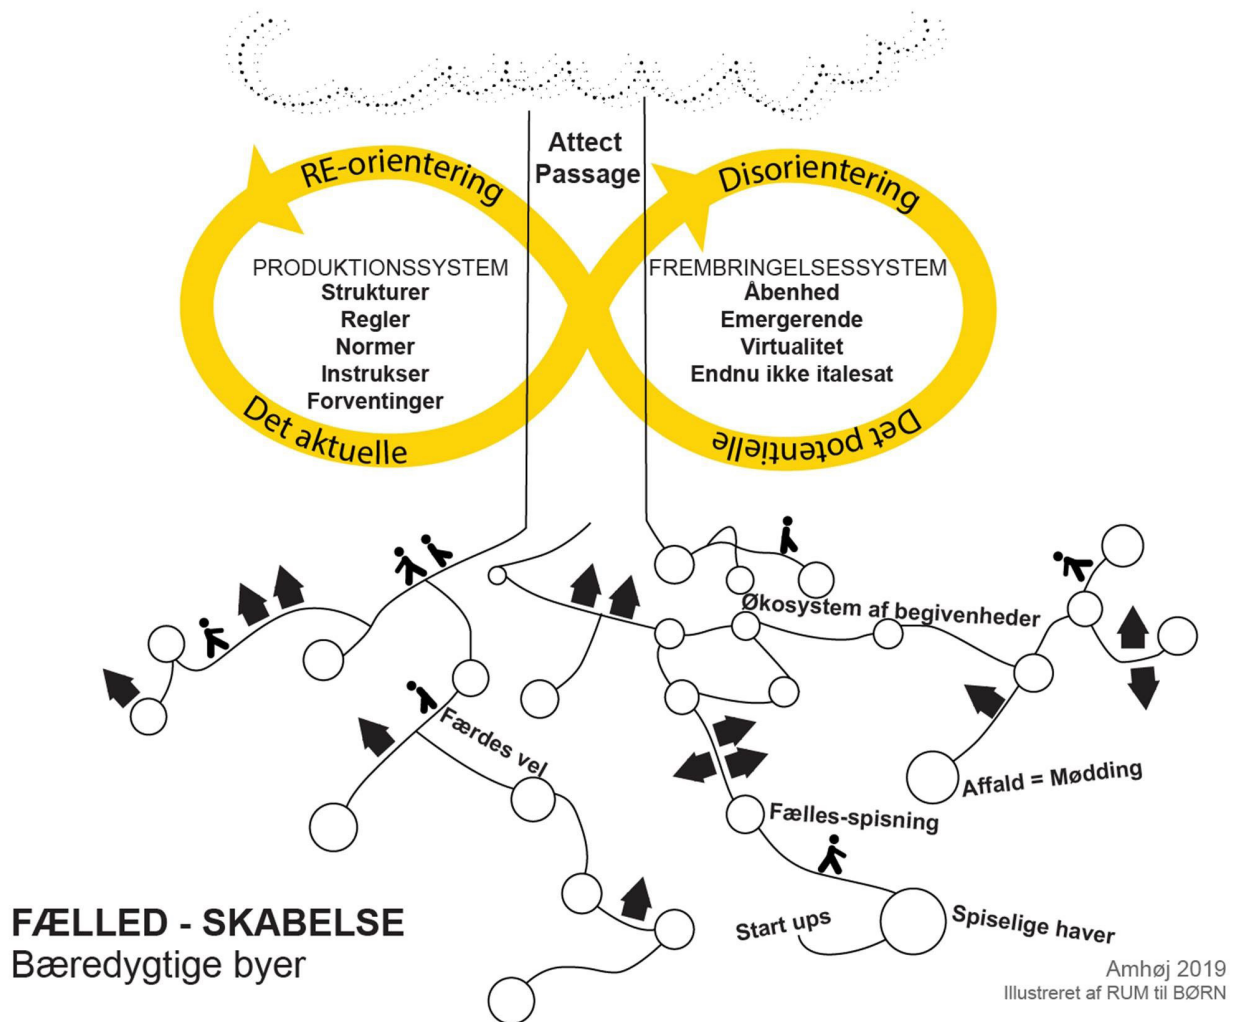 Attect
Passage
RE-orientering
Disorientering
PRODUKTIONSSYSTEM
Strukturer
Regler
Normer
Instrukser
Forventinger
FREMBRINGELSESSYSTEM
Åbenhed
Emergerende
Virtualitet
Endnu ikke italesat
Det aktuelle
Det potentielle
Økosystem af begivenheder
Færdes vel
Affald = Mødding
Fælles-spisning
Start ups
Spiselige haver
FÆLLED - SKABELSE
Bæredygtige byer
Amhøj 2019
Illustreret af RUM til BØRN